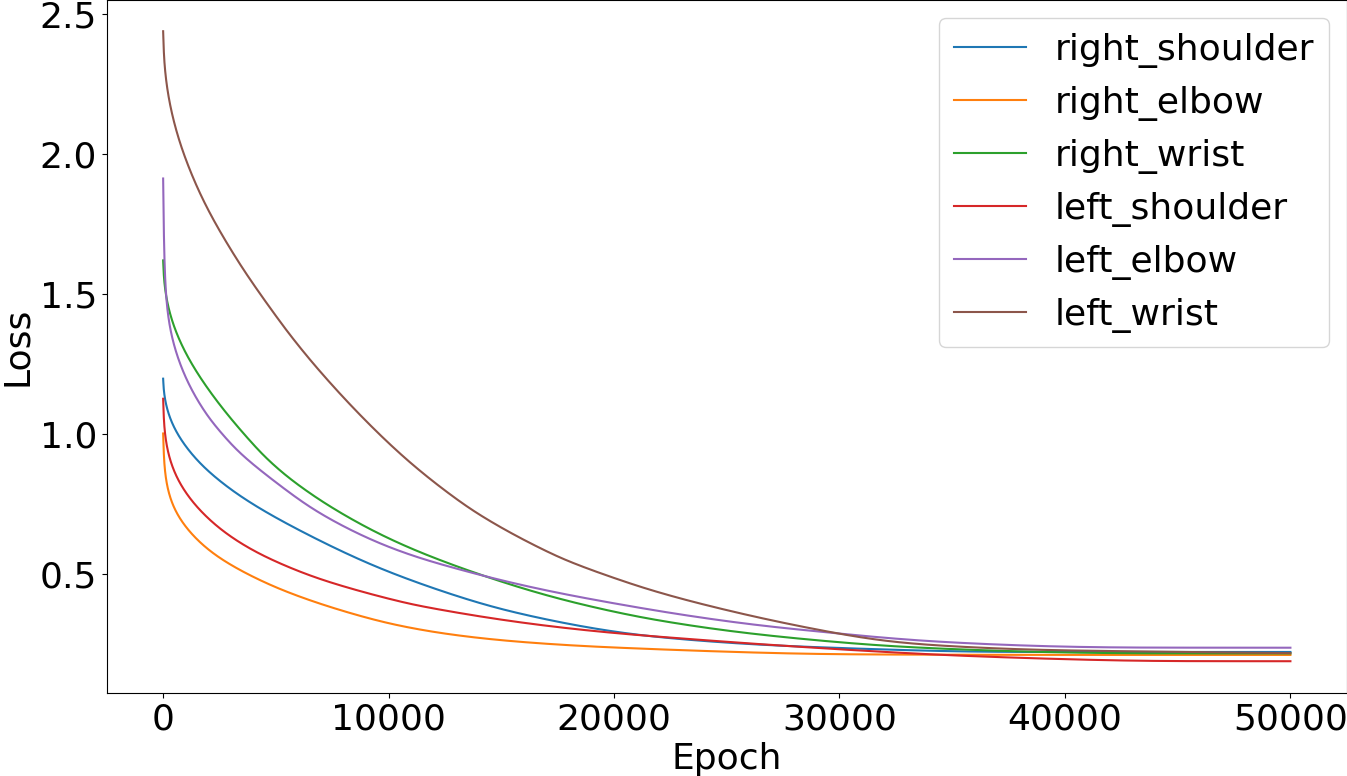 2.5
2.0
1.5
1.0
0.5
Loss
right_shoulder
right_elbow
right_wrist
left_shoulder
left_elbow
left_wrist
0 10000 20000 30000 40000 50000
Epoch